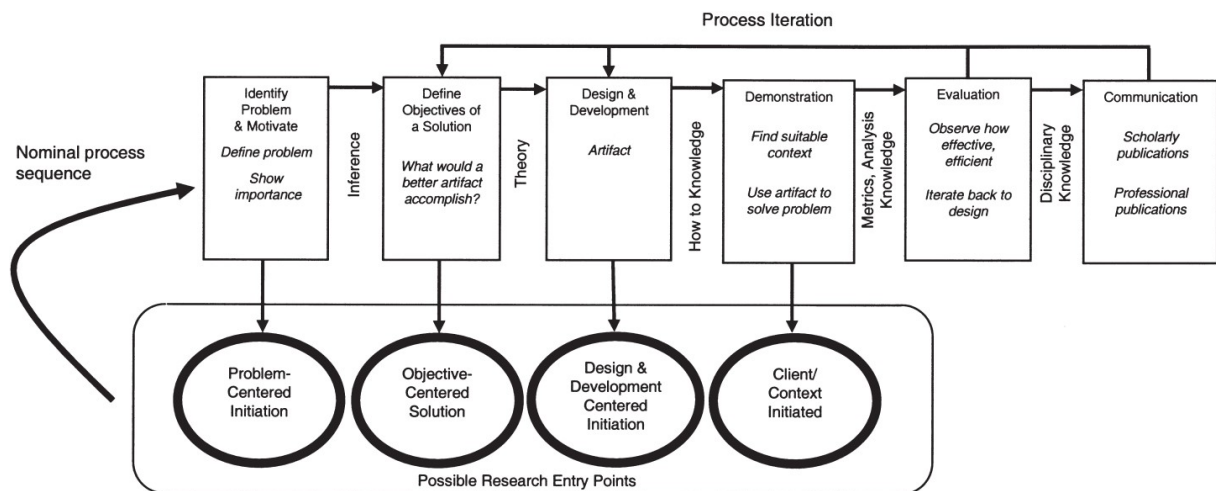 Process Iteration
Nominal process
sequence
Identify
Problem
& Motivate
Define problem
Show
importance
Inference
Define
Objectives of
a Solution
What would a
better artifact
accomplish?
Theory
Design &
Development
Artifact
How to Knowledge
Demonstration
Find suitable
context
Use artifact to
solve problem
Metrics, Analysis
Knowledge
Evaluation
Observe how
effective,
efficient
Iterate back to
design
Disciplinary
Knowledge
Communication
Scholarly
publications
Professional
publications
Problem-
Centered
Initiation
Objective-
Centered
Solution
Design &
Development
Centered
Initiation
Client/
Context
Initiated
Possible Research Entry Points